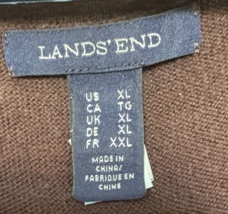 LANDS' END
US XL
CA TG
UK XL
DE XL
FR XXL
MADE IN
CHINA/
FABRIQUÉ EN
CHINE